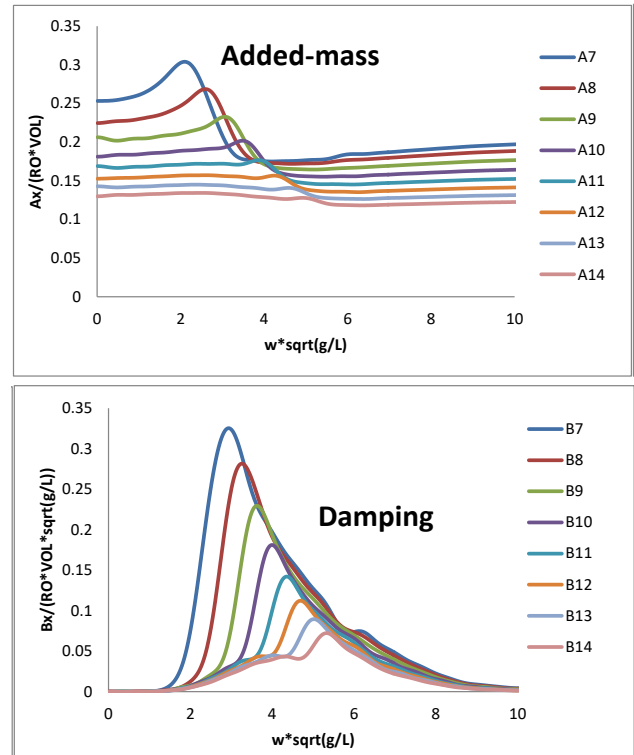 Added-mass
Ax/(RO*VOL)
0.35
0.3
0.25
0.2
0.15
0.1
0.05
0
0 2 4 6 8 10
w*sqrt(g/L)
A7
A8
A9
A10
A11
A12
A13
A14
Damping
Bx/(RO*VOL*sqrt(g/L))
0.35
0.3
0.25
0.2
0.15
0.1
0.05
0
0 2 4 6 8 10
w*sqrt(g/L)
B7
B8
B9
B10
B11
B12
B13
B14